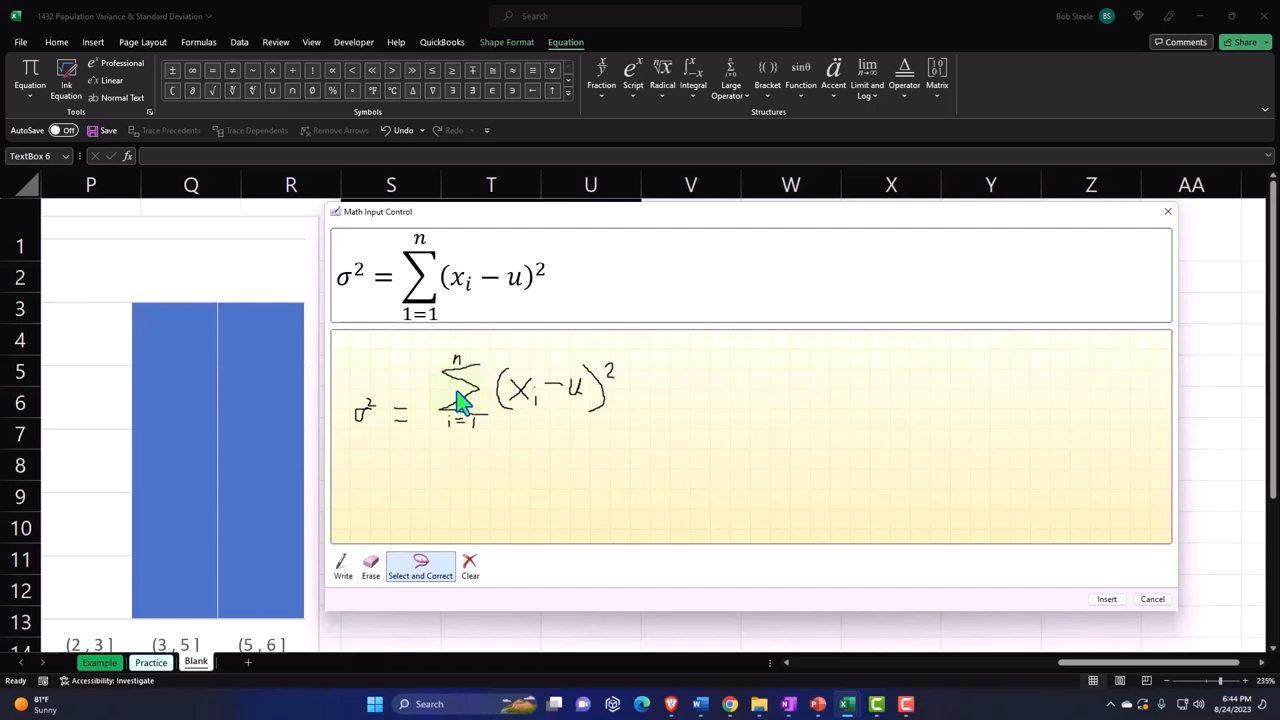 1432 Population Variance & Standard Deviation
Search
Bob Steele BS
File Home Insert Page Layout Formulas Data Review View Developer Help QuickBooks Shape Format Equation
Comments Share
Equation
Ink Equation
Professional
Linear
Normal Text
Tools
± ∞ = ≠ ~ × ÷ ! ∝ < ≪ > ≫ ≤ ≥ ∓ ≅ ≈ ≡ ∀
∁ ∂ √ ∛ ∜ ∪ ∩ ∅ % ° °F °C ∆ ∇ ∃ ∄ ∈ ∋ ← ↑
Symbols
Fraction Script Radical Integral Large Operator Bracket Function Accent Limit and Log Operator Matrix
Structures
AutoSave Off Save Trace Precedents Trace Dependents Remove Arrows Undo Redo
TextBox 6 fx
P Q R S T U V W X Y Z AA
1
2
3
4
5
6
7
8
9
10
11
12
13
14
(2 , 3 ] (3 , 5 ] (5 , 6 ]
Math Input Control
n
σ² = ∑ (xᵢ − u)²
1=1
n
σ² = ∑ (xᵢ − u)²
i=1
Write Erase Select and Correct Clear
Insert Cancel
Example Practice Blank
Ready Accessibility: Investigate 235%
81°F
Sunny
Search
6:44 PM
8/24/2023